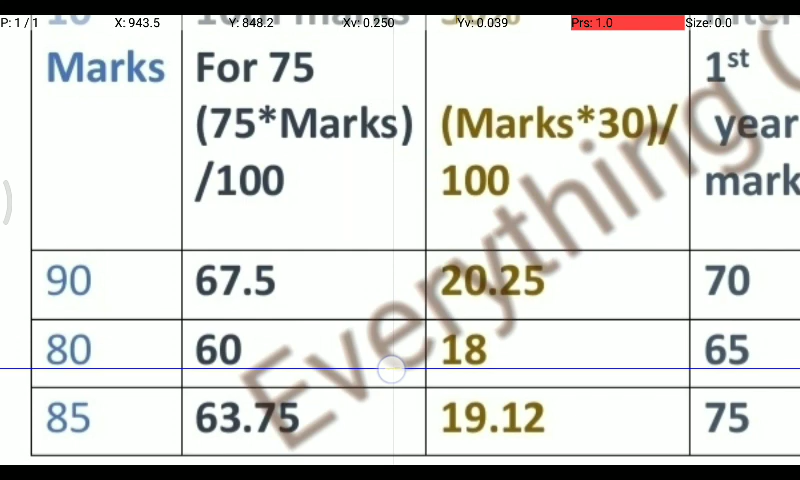 P: 1 / 1 X: 943.5 Y: 848.2 Xv: 0.250 Yv: 0.039 Prs: 1.0 Size: 0.0
Marks For 75 1st
(75*Marks) (Marks*30)/ year
/100 100 mark
90 67.5 20.25 70
80 60 18 65
85 63.75 19.12 75
Everything